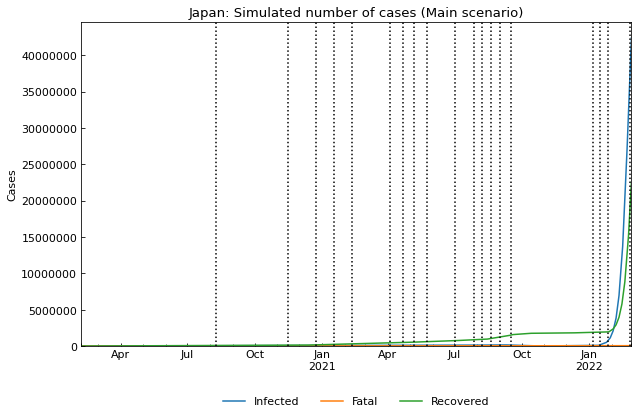 Japan: Simulated number of cases (Main scenario)
Cases
40000000
35000000
30000000
25000000
20000000
15000000
10000000
5000000
0
Apr Jul Oct Jan Apr Jul Oct Jan
2021 2022
Infected Fatal Recovered